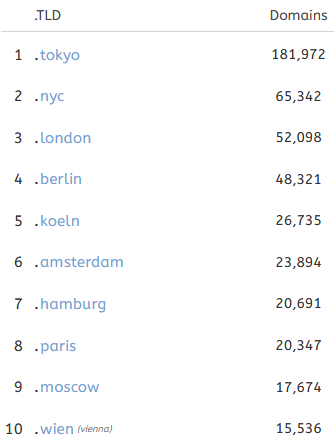 .TLD Domains
1 .tokyo 181,972
2 .nyc 65,342
3 .london 52,098
4 .berlin 48,321
5 .koeln 26,735
6 .amsterdam 23,894
7 .hamburg 20,691
8 .paris 20,347
9 .moscow 17,674
10 .wien (vienna) 15,536